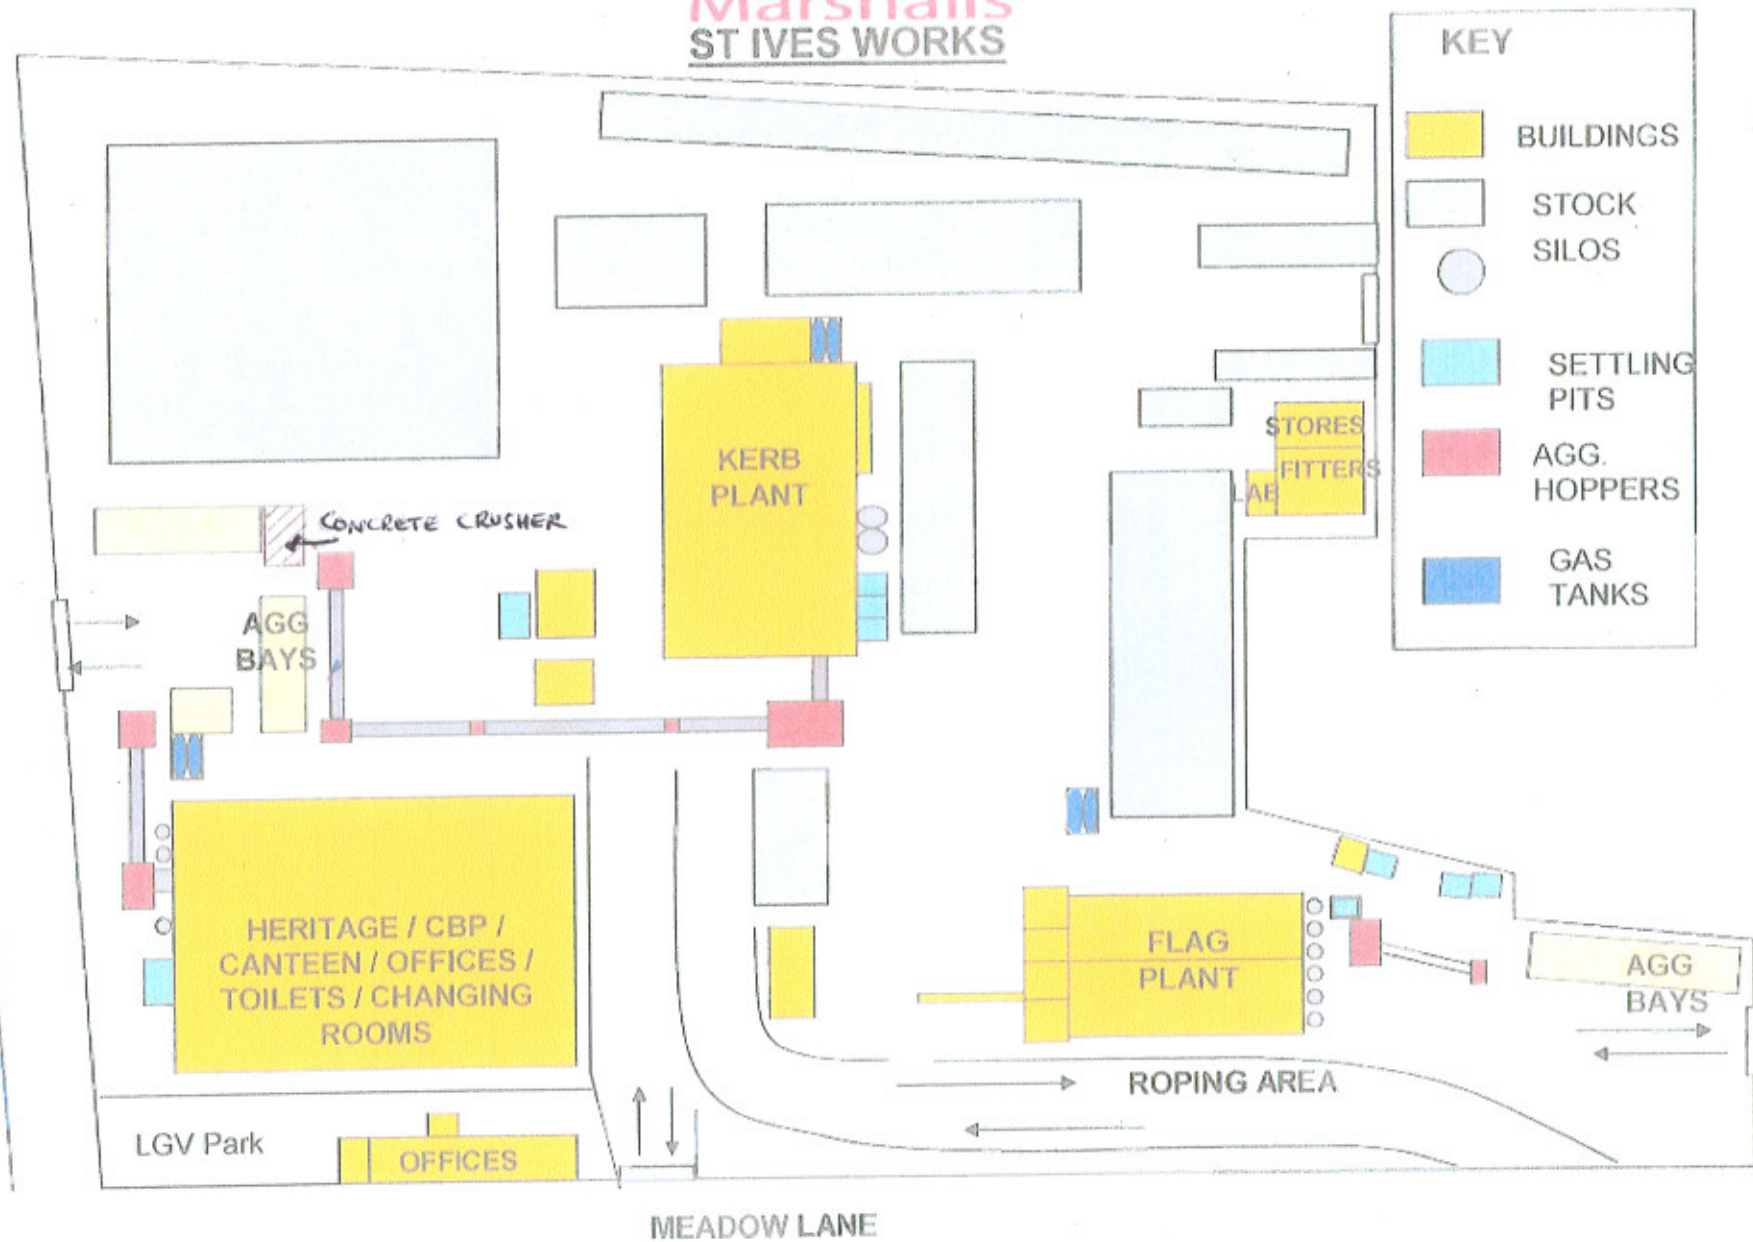 Marshalls
ST IVES WORKS
KEY
BUILDINGS
STOCK
SILOS
SETTLING
PITS
AGG.
HOPPERS
GAS
TANKS
KERB
PLANT
STORES
FITTERS
LAB
CONCRETE CRUSHER
AGG
BAYS
HERITAGE / CBP /
CANTEEN / OFFICES /
TOILETS / CHANGING
ROOMS
FLAG
PLANT
AGG
BAYS
ROPING AREA
LGV Park
OFFICES
MEADOW LANE